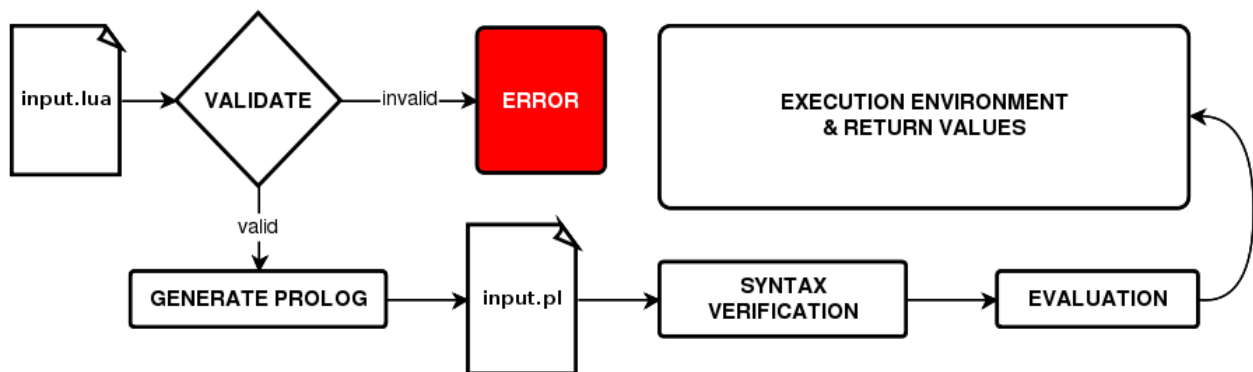 input.lua
VALIDATE
invalid
ERROR
EXECUTION ENVIRONMENT
& RETURN VALUES
valid
GENERATE PROLOG
input.pl
SYNTAX
VERIFICATION
EVALUATION